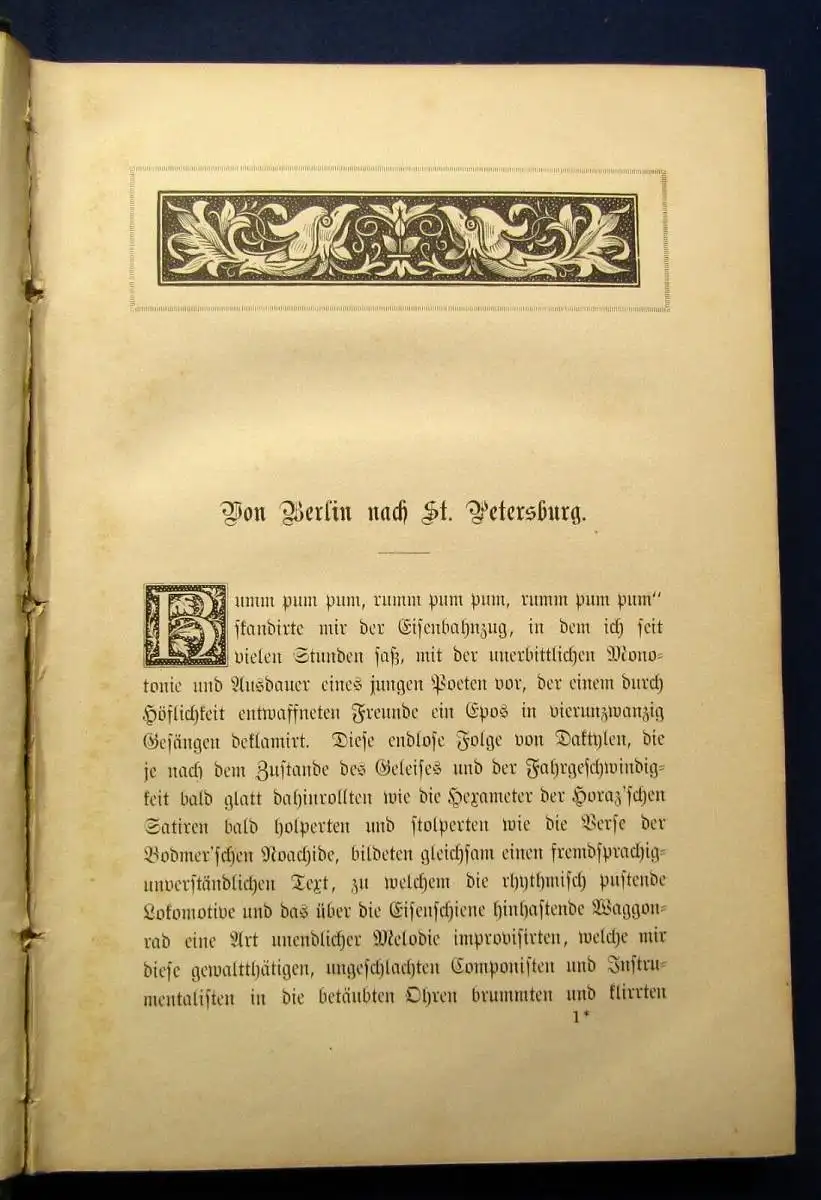 Von Berlin nach St. Petersburg.
Bumm pum pum, rumm pum pum, rumm pum pum“
skandirte mir der Eisenbahnzug, in dem ich seit
vielen Stunden saß, mit der unerbittlichen Mono-
tonie und Ausdauer eines jungen Poeten vor, der einem durch
Höflichkeit entwaffneten Freunde ein Epos in vierunzwanzig
Gesängen deklamirt. Diese endlose Folge von Daktylen, die
je nach dem Zustande des Geleises und der Fahrgeschwindig-
keit bald glatt dahinrollten wie die Hexameter der Horaz'schen
Satiren bald holperten und stolperten wie die Verse der
Bodmer'schen Noachide, bildeten gleichsam einen fremdsprachig-
unverständlichen Text, zu welchem die rhythmisch pustende
Lokomotive und das über die Eisenschiene hinhastende Waggon-
rad eine Art unendlicher Melodie improvisirten, welche mir
diese gewaltthätigen, ungeschlachten Componisten und Instru-
mentalisten in die betäubten Ohren brummten und klirrten
1*